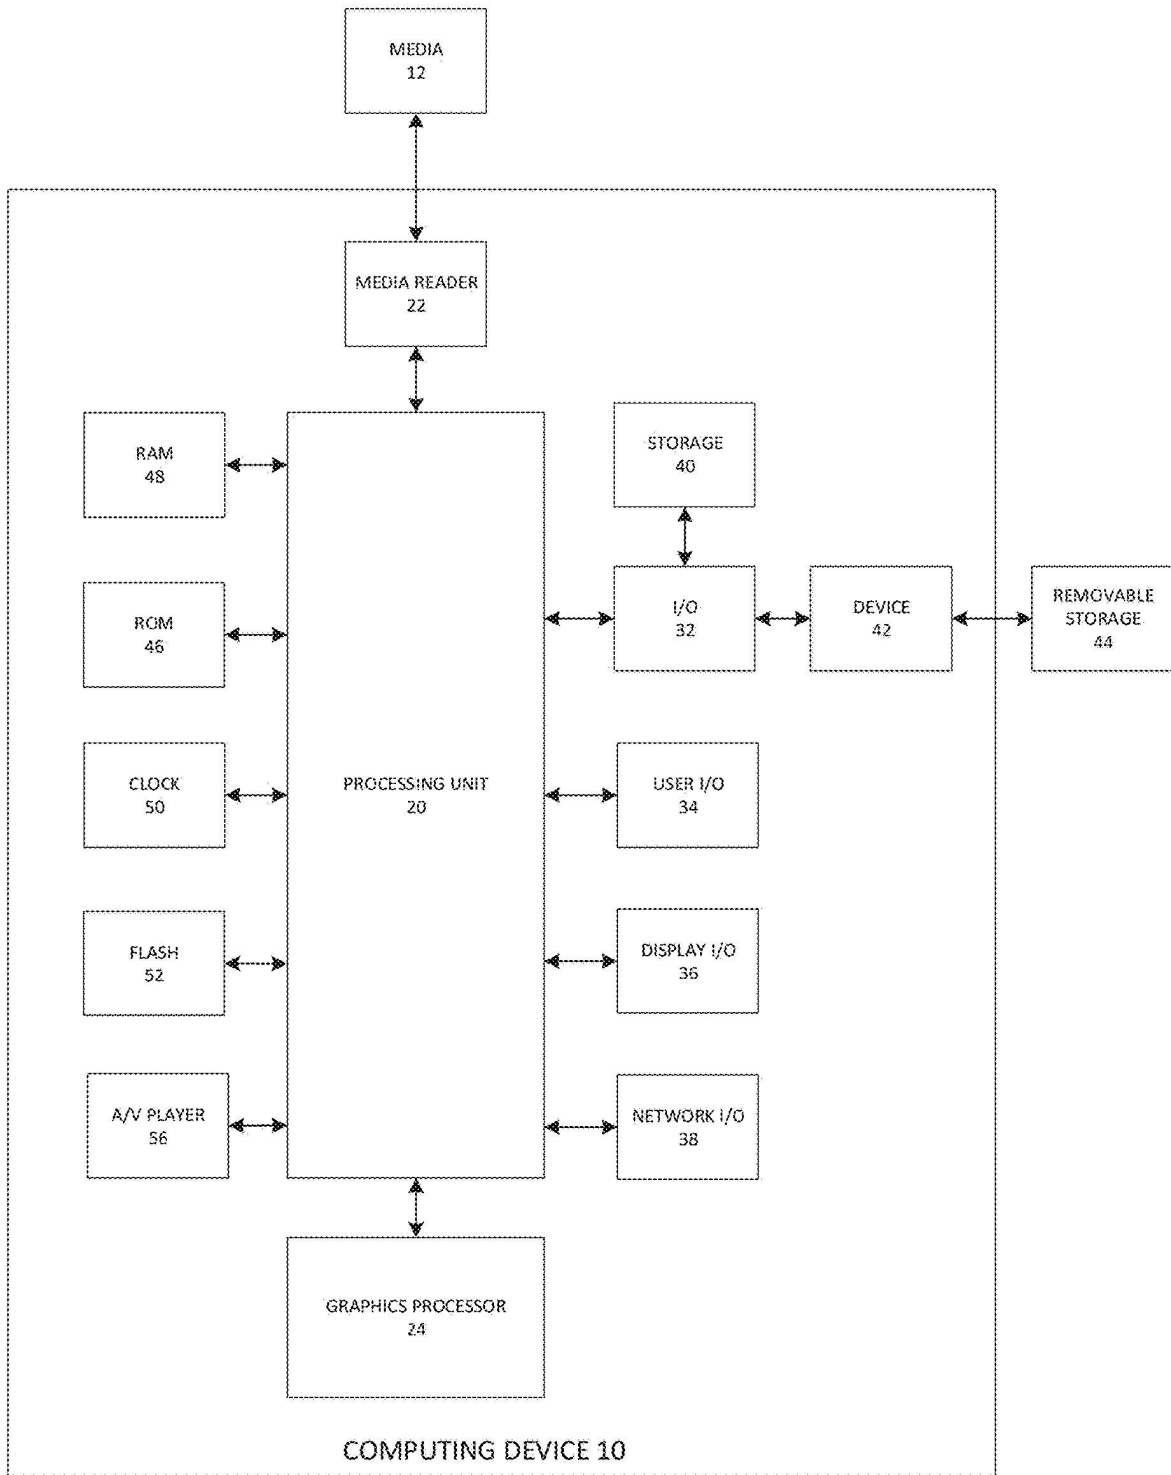 MEDIA
12
MEDIA READER
22
RAM
48
STORAGE
40
ROM
46
I/O
32
DEVICE
42
REMOVABLE
STORAGE
44
CLOCK
50
PROCESSING UNIT
20
USER I/O
34
FLASH
52
DISPLAY I/O
36
A/V PLAYER
56
NETWORK I/O
38
GRAPHICS PROCESSOR
24
COMPUTING DEVICE 10